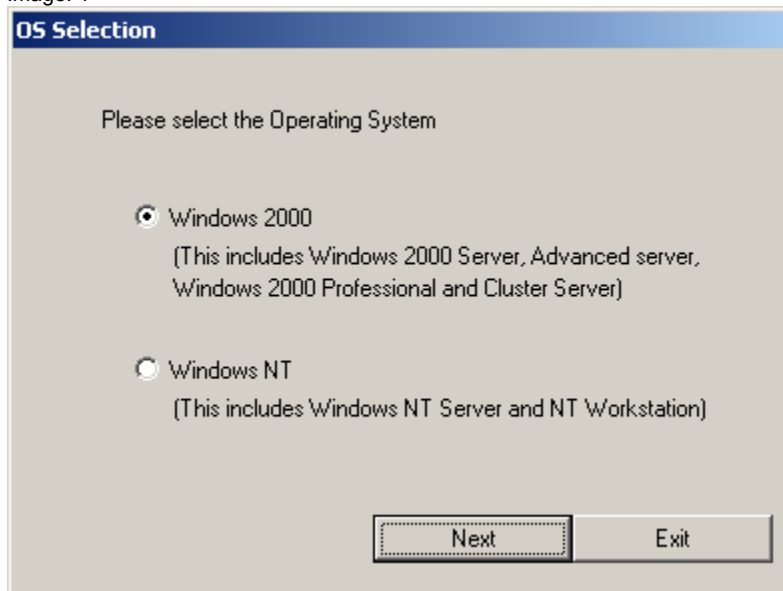 OS Selection
Please select the Operating System
Windows 2000
(This includes Windows 2000 Server, Advanced server,
Windows 2000 Professional and Cluster Server)
Windows NT
(This includes Windows NT Server and NT Workstation)
Next Exit